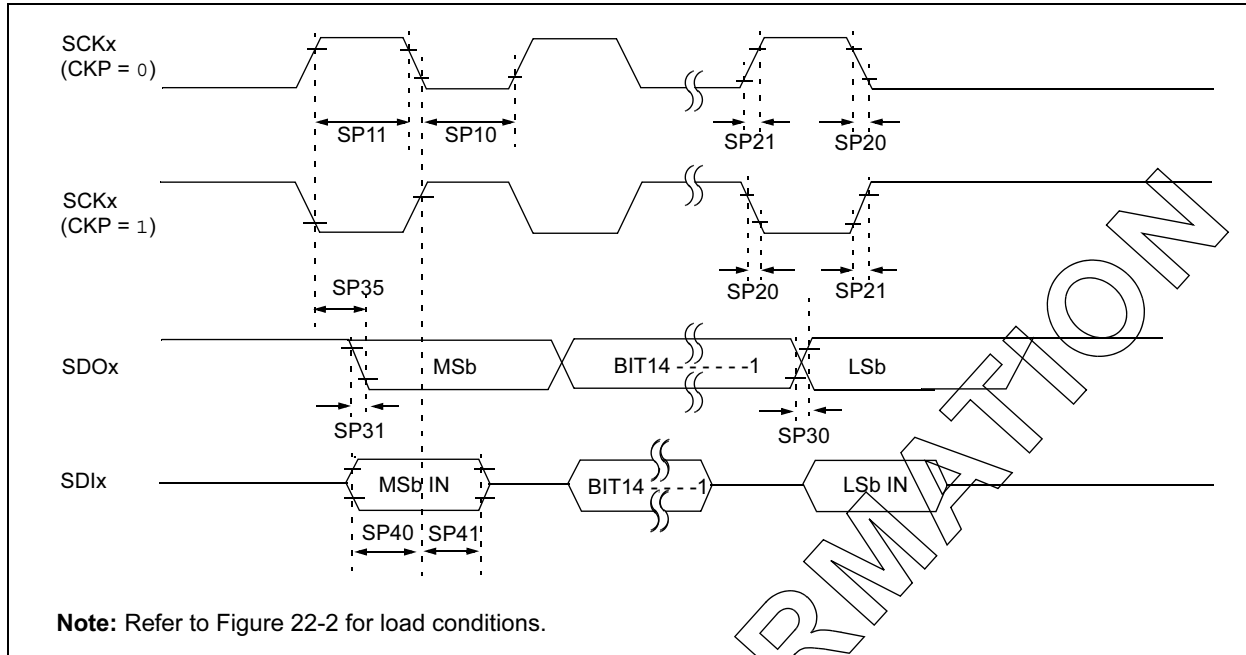 SCKx
(CKP = 0)
SP11
SP10
SP21
SP20
SCKx
(CKP = 1)
SP35
SP20
SP21
SDOx
MSb
BIT14 - - - - - -1
LSb
SP31
SP30
SDIx
MSb IN
BIT14 - - - - -1
LSb IN
SP40
SP41
Note: Refer to Figure 22-2 for load conditions.
RMATION